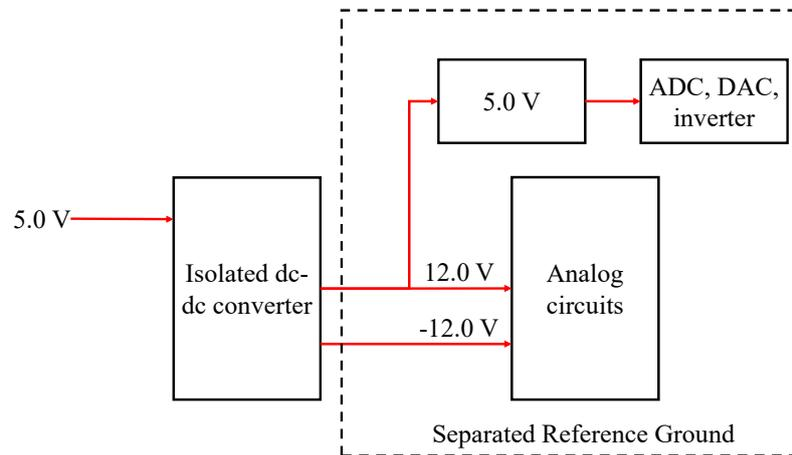 5.0 V
ADC, DAC,
inverter
5.0 V
Isolated dc-
dc converter
12.0 V
-12.0 V
Analog
circuits
Separated Reference Ground